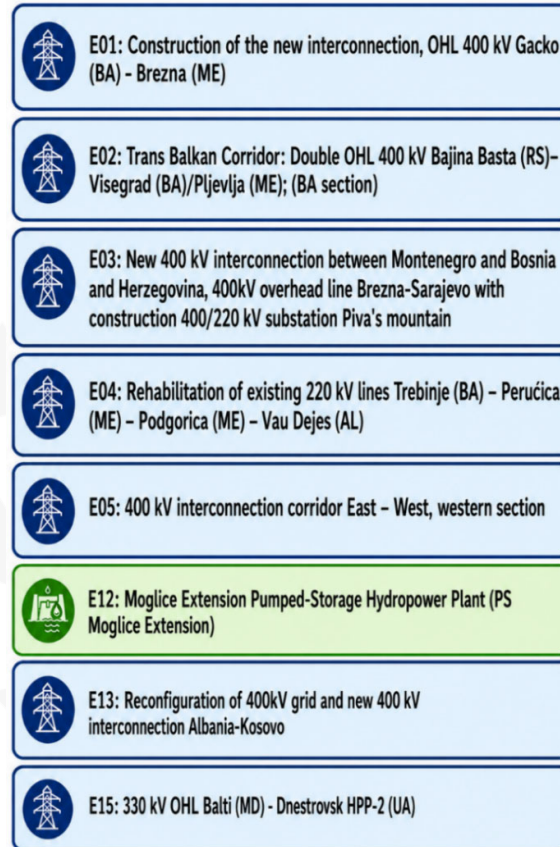 E01: Construction of the new interconnection, OHL 400 kV Gacko
(BA) – Brezna (ME)
E02: Trans Balkan Corridor: Double OHL 400 kV Bajina Basta (RS)–
Visegrad (BA)/Pljevlja (ME); (BA section)
E03: New 400 kV interconnection between Montenegro and Bosnia
and Herzegovina, 400kV overhead line Brezna-Sarajevo with
construction 400/220 kV substation Piva's mountain
E04: Rehabilitation of existing 220 kV lines Trebinje (BA) – Perućica
(ME) – Podgorica (ME) – Vau Dejes (AL)
E05: 400 kV interconnection corridor East – West, western section
E12: Moglice Extension Pumped-Storage Hydropower Plant (PS
Moglice Extension)
E13: Reconfiguration of 400kV grid and new 400 kV
interconnection Albania-Kosovo
E15: 330 kV OHL Balti (MD) - Dnestrovsk HPP-2 (UA)